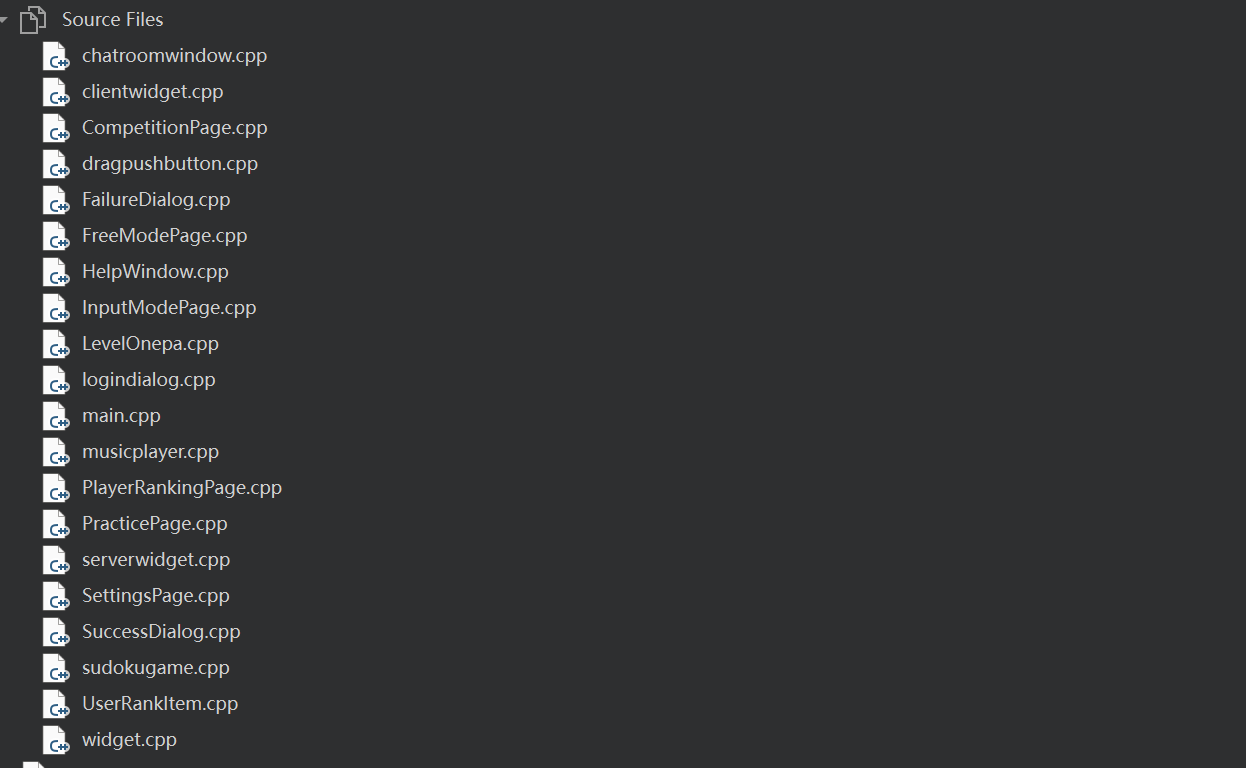 Source Files
chatroomwindow.cpp
clientwidget.cpp
CompetitionPage.cpp
dragpushbutton.cpp
FailureDialog.cpp
FreeModePage.cpp
HelpWindow.cpp
InputModePage.cpp
LevelOnepa.cpp
logindialog.cpp
main.cpp
musicplayer.cpp
PlayerRankingPage.cpp
PracticePage.cpp
serverwidget.cpp
SettingsPage.cpp
SuccessDialog.cpp
sudokugame.cpp
UserRankItem.cpp
widget.cpp